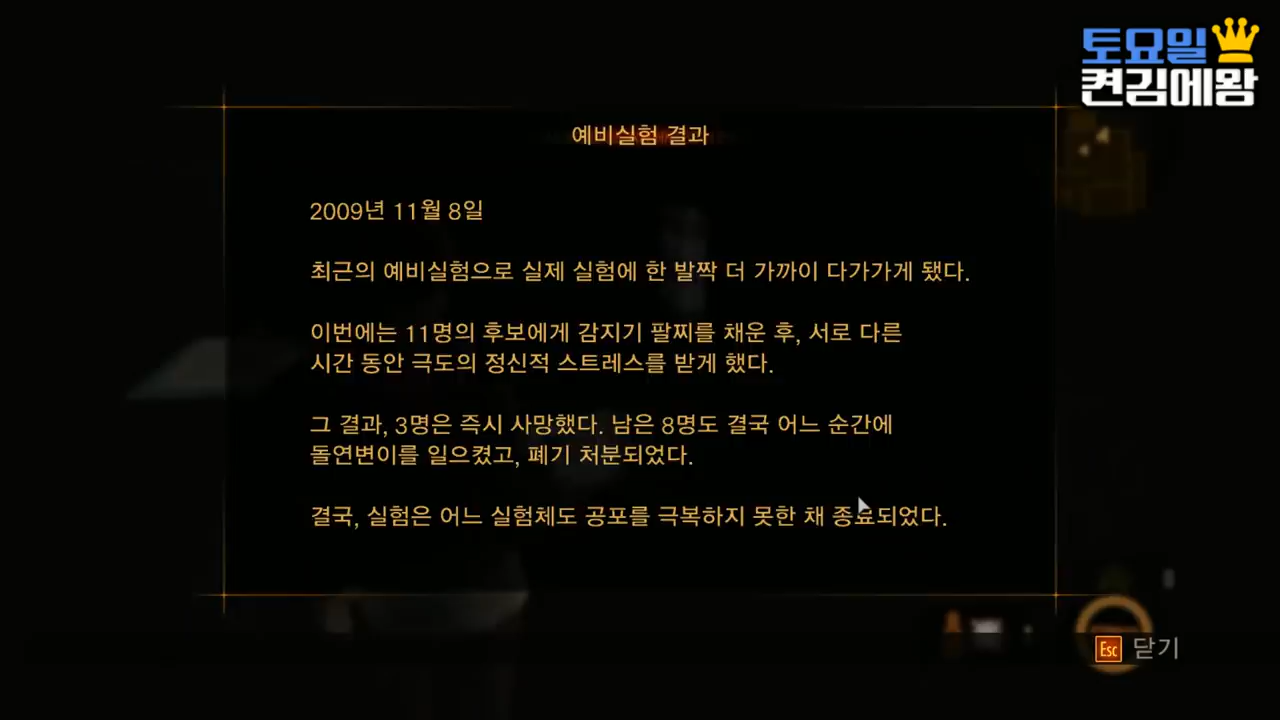 토요일
켠김에왕
예비실험 결과
2009년 11월 8일
최근의 예비실험으로 실제 실험에 한 발짝 더 가까이 다가가게 됐다.
이번에는 11명의 후보에게 감지기 팔찌를 채운 후, 서로 다른
시간 동안 극도의 정신적 스트레스를 받게 했다.
그 결과, 3명은 즉시 사망했다. 남은 8명도 결국 어느 순간에
돌연변이를 일으켰고, 폐기 처분되었다.
결국, 실험은 어느 실험체도 공포를 극복하지 못한 채 종료되었다.
Esc 닫기